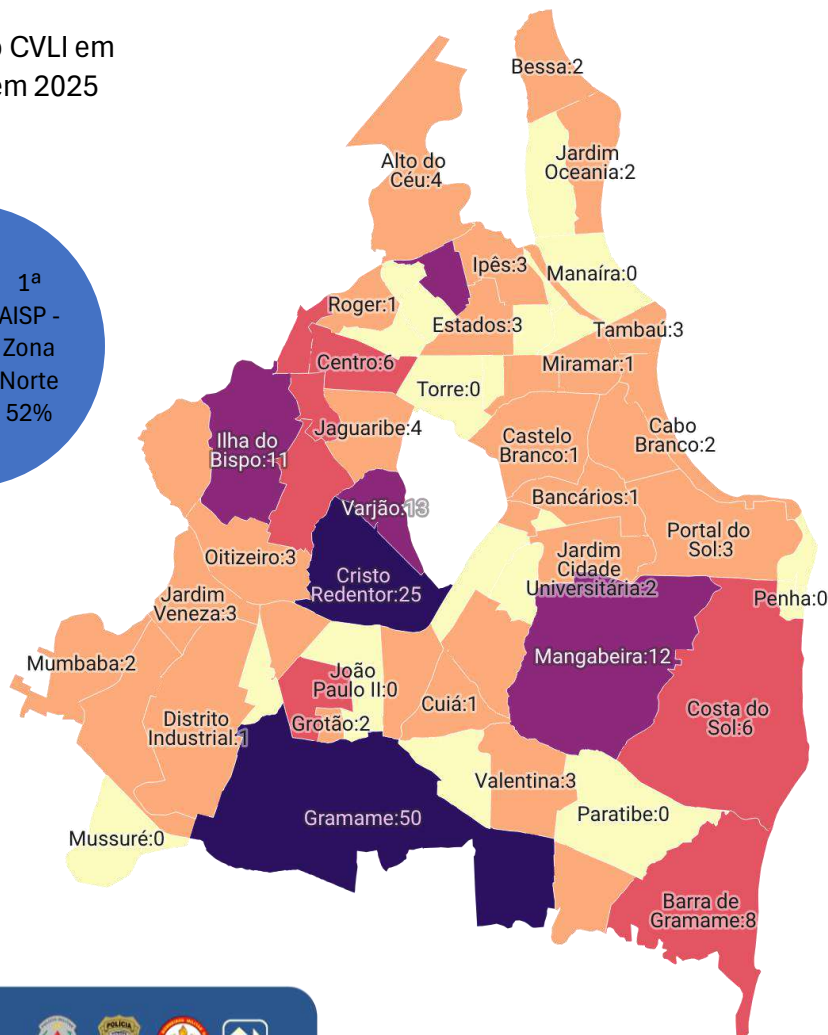 CVLI em
em 2025
1ª
AISP -
Zona
Norte
52%
Bessa:2
Jardim
Oceania:2
Alto do
Céu:4
Ipês:3
Manaíra:0
Roger:1
Estados:3
Tambaú:3
Centro:6
Miramar:1
Torre:0
Jaguaribe:4
Cabo
Branco:2
Castelo
Branco:1
Ilha do
Bispo:11
Bancários:1
Varjão:13
Portal do
Sol:3
Oitizeiro:3
Jardim
Cidade
Universitária:2
Cristo
Redentor:25
Penha:0
Jardim
Veneza:3
Mangabeira:12
Mumbaba:2
João
Paulo II:0
Cuiá:1
Costa do
Sol:6
Distrito
Industrial:1
Grotão:2
Valentina:3
Gramame:50
Paratibe:0
Mussuré:0
Barra de
Gramame:8